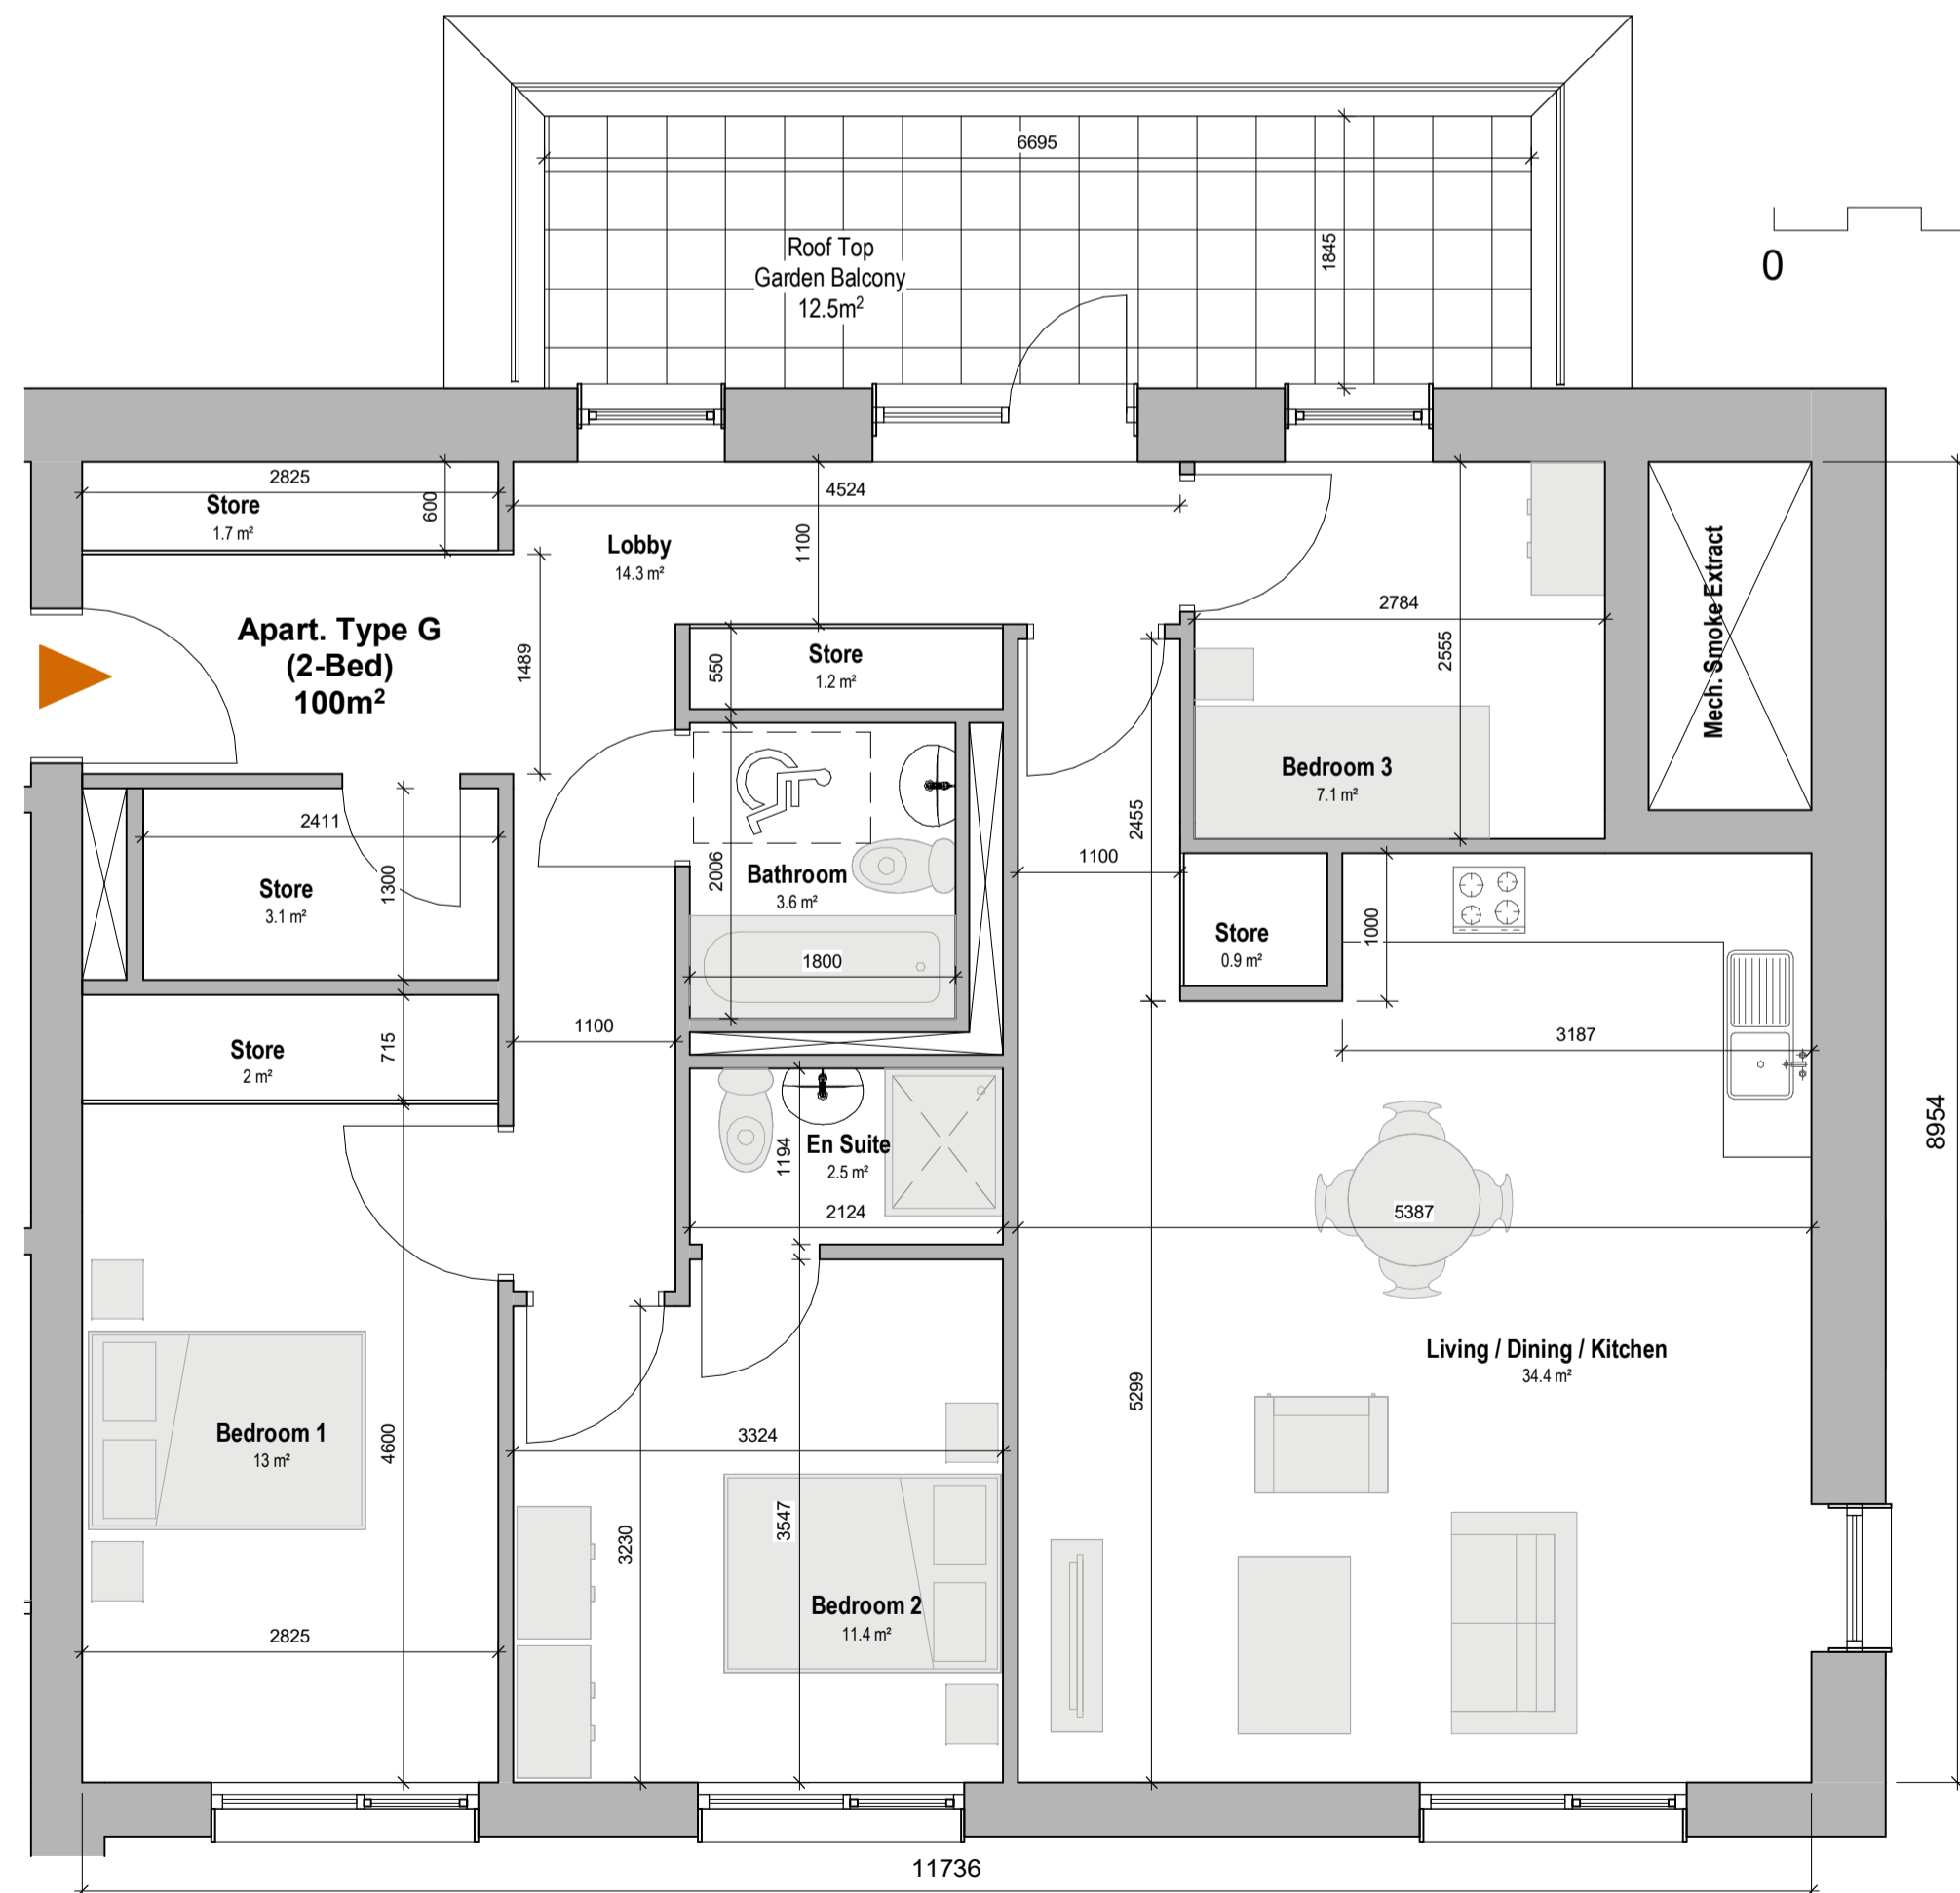 6695
1845
Roof Top
Garden Balcony
12.5m²
0
2825
600
Store
1.7 m²
4524
1100
Lobby
14.3 m²
Apart. Type G
(2-Bed)
100m²
1489
550
Store
1.2 m²
2784
2555
Mech. Smoke Extract
Bedroom 3
7.1 m²
2411
1300
Store
3.1 m²
2006
Bathroom
3.6 m²
1800
2455
1100
Store
0.9 m²
1000
3187
715
Store
2 m²
1100
1194
En Suite
2.5 m²
2124
5387
8954
Living / Dining / Kitchen
34.4 m²
5299
Bedroom 1
13 m²
4600
2825
3324
3547
3230
Bedroom 2
11.4 m²
11736